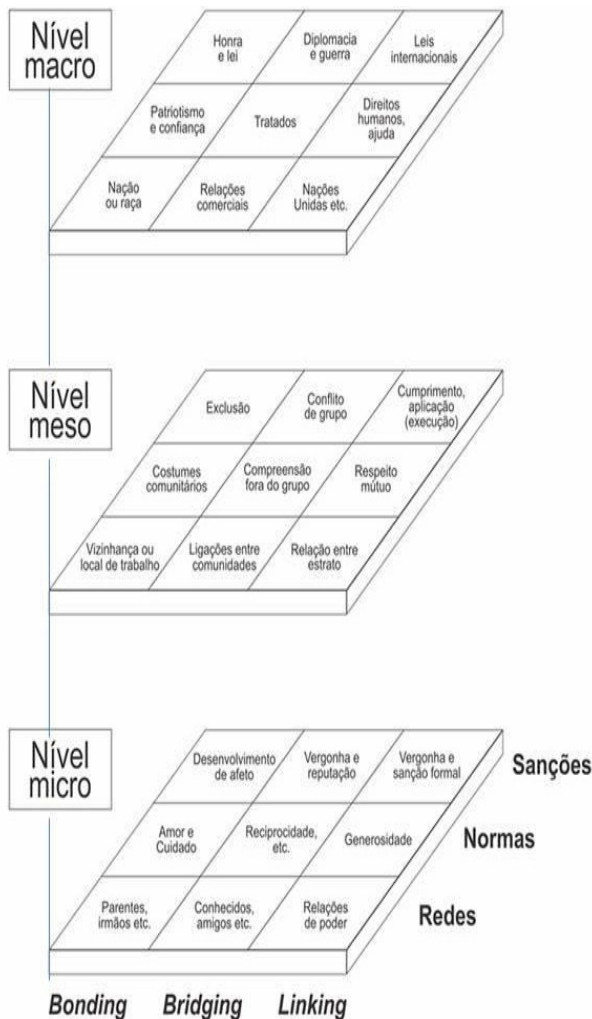 Nível
macro
Honra
e lei
Diplomacia
e guerra
Leis
internacionais
Patriotismo
e confiança
Tratados
Direitos
humanos,
ajuda
Nação
ou raça
Relações
comerciais
Nações
Unidas etc.
Nível
meso
Exclusão
Conflito
de grupo
Cumprimento,
aplicação
(execução)
Costumes
comunitários
Compreensão
fora do grupo
Respeito
mútuo
Vizinhança ou
local de trabalho
Ligações entre
comunidades
Relação entre
estrato
Nível
micro
Desenvolvimento
de afeto
Vergonha e
reputação
Vergonha e
sanção formal
Sanções
Amor e
Cuidado
Reciprocidade,
etc.
Generosidade
Normas
Parentes,
irmãos etc.
Conhecidos,
amigos etc.
Relações
de poder
Redes
Bonding Bridging Linking